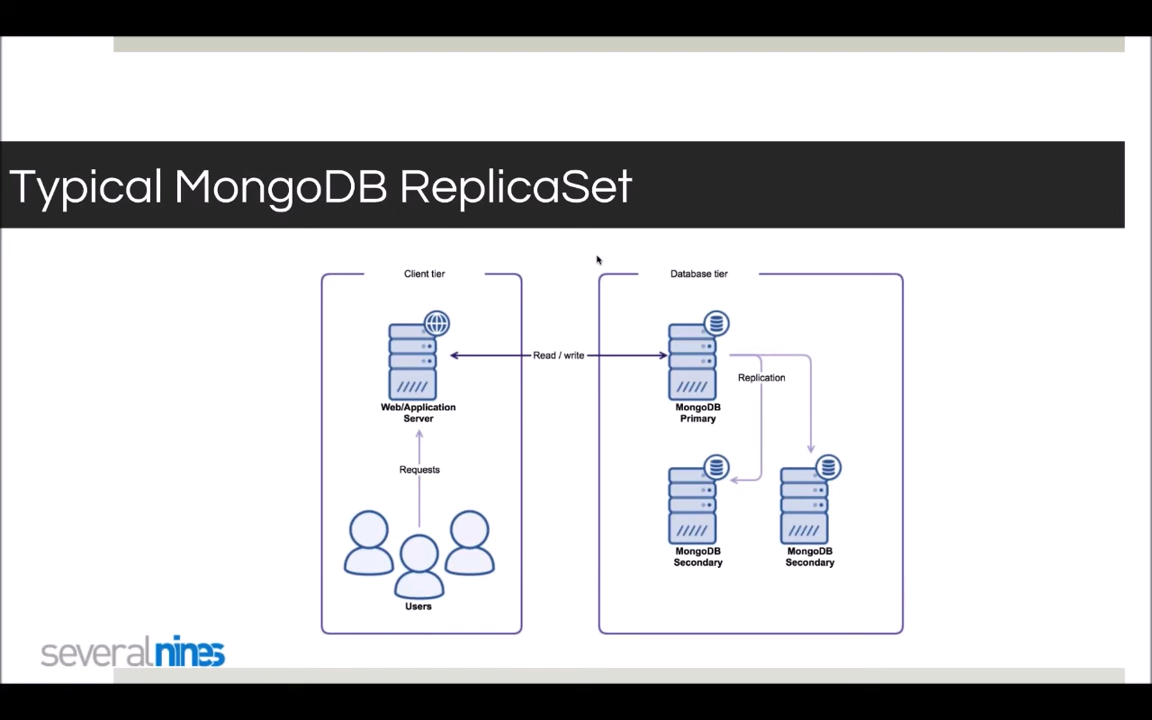 Typical MongoDB ReplicaSet
Client tier
Database tier
Read / write
Replication
Web/Application
Server
MongoDB
Primary
Requests
MongoDB
Secondary
MongoDB
Secondary
Users
severalnines